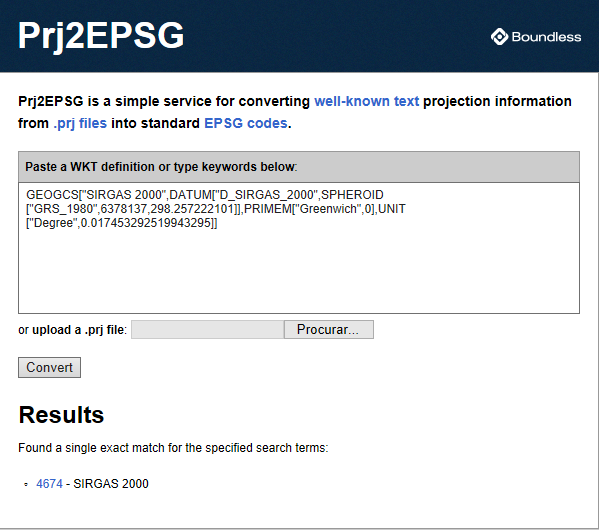 Prj2EPSG
Boundless
Prj2EPSG is a simple service for converting well-known text projection information
from .prj files into standard EPSG codes.
Paste a WKT definition or type keywords below:
GEOGCS["SIRGAS 2000",DATUM["D_SIRGAS_2000",SPHEROID
["GRS_1980",6378137,298.257222101]],PRIMEM["Greenwich",0],UNIT
["Degree",0.017453292519943295]]
or upload a .prj file:
Procurar...
Convert
Results
Found a single exact match for the specified search terms:
4674 - SIRGAS 2000